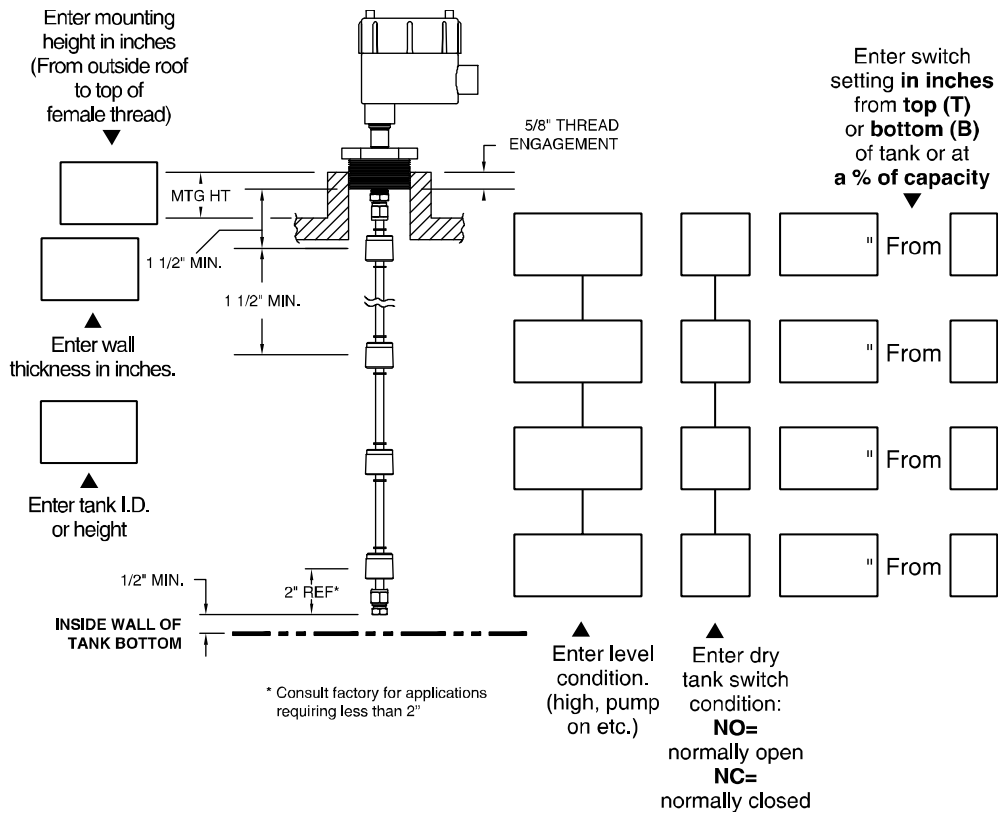 Enter mounting
height in inches
(From outside roof
to top of
female thread)
MTG HT
1 1/2" MIN.
1 1/2" MIN.
5/8" THREAD
ENGAGEMENT
Enter wall
thickness in inches.
Enter tank I.D.
or height
1/2" MIN.
2" REF*
INSIDE WALL OF
TANK BOTTOM
* Consult factory for applications
requiring less than 2”
Enter switch
setting in inches
from top (T)
or bottom (B)
of tank or at
a % of capacity
" From
" From
" From
" From
Enter level
condition.
(high, pump
on etc.)
Enter dry
tank switch
condition:
NO=
normally open
NC=
normally closed